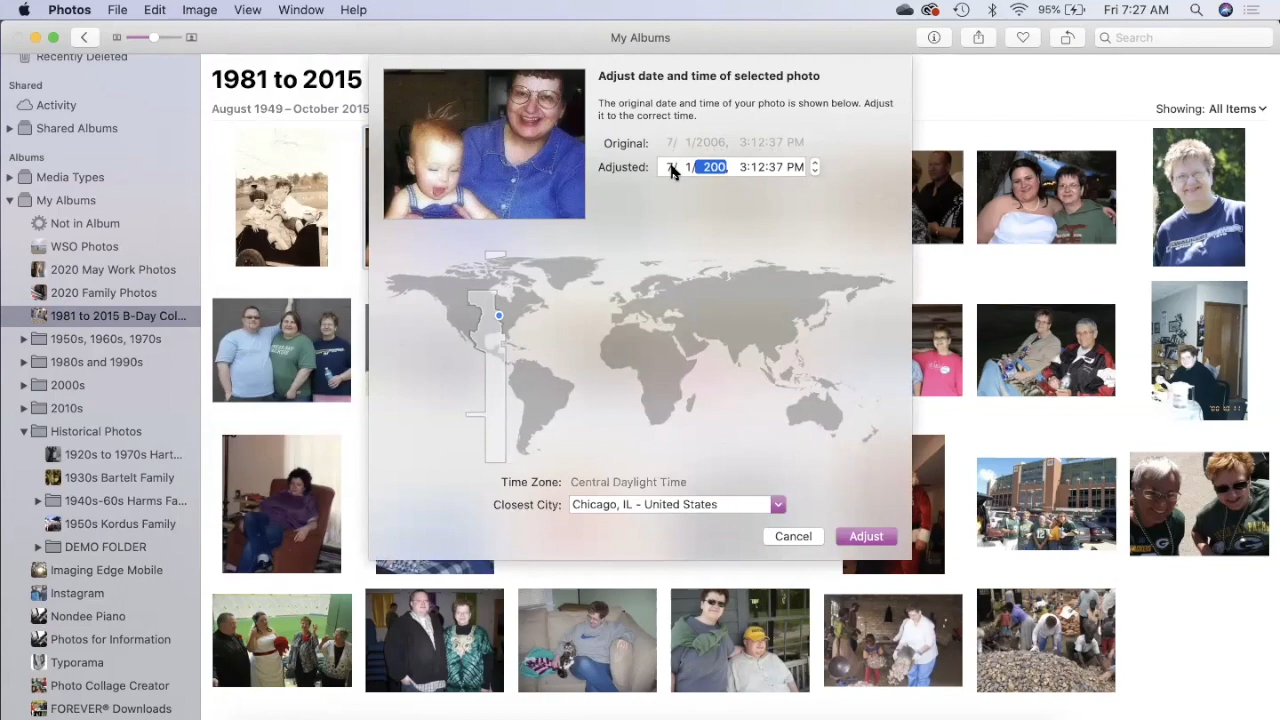 Photos File Edit Image View Window Help 95% Fri 7:27 AM
My Albums
Search
Recently Deleted
Shared
Activity
Shared Albums
Albums
Media Types
My Albums
Not in Album
WSO Photos
2020 May Work Photos
2020 Family Photos
1981 to 2015 B-Day Col...
1950s, 1960s, 1970s
1980s and 1990s
2000s
2010s
Historical Photos
1920s to 1970s Hart...
1930s Bartelt Family
1940s-60s Harms Fa...
1950s Kordus Family
DEMO FOLDER
Imaging Edge Mobile
Instagram
Nondee Piano
Photos for Information
Typorama
Photo Collage Creator
FOREVER® Downloads
1981 to 2015
August 1949 – October 2015
Showing: All Items
Adjust date and time of selected photo
The original date and time of your photo is shown below. Adjust
it to the correct time.
Original: 7/ 1/2006, 3:12:37 PM
Adjusted: 7/ 1/ 200, 3:12:37 PM
Time Zone: Central Daylight Time
Closest City: Chicago, IL - United States
Cancel Adjust